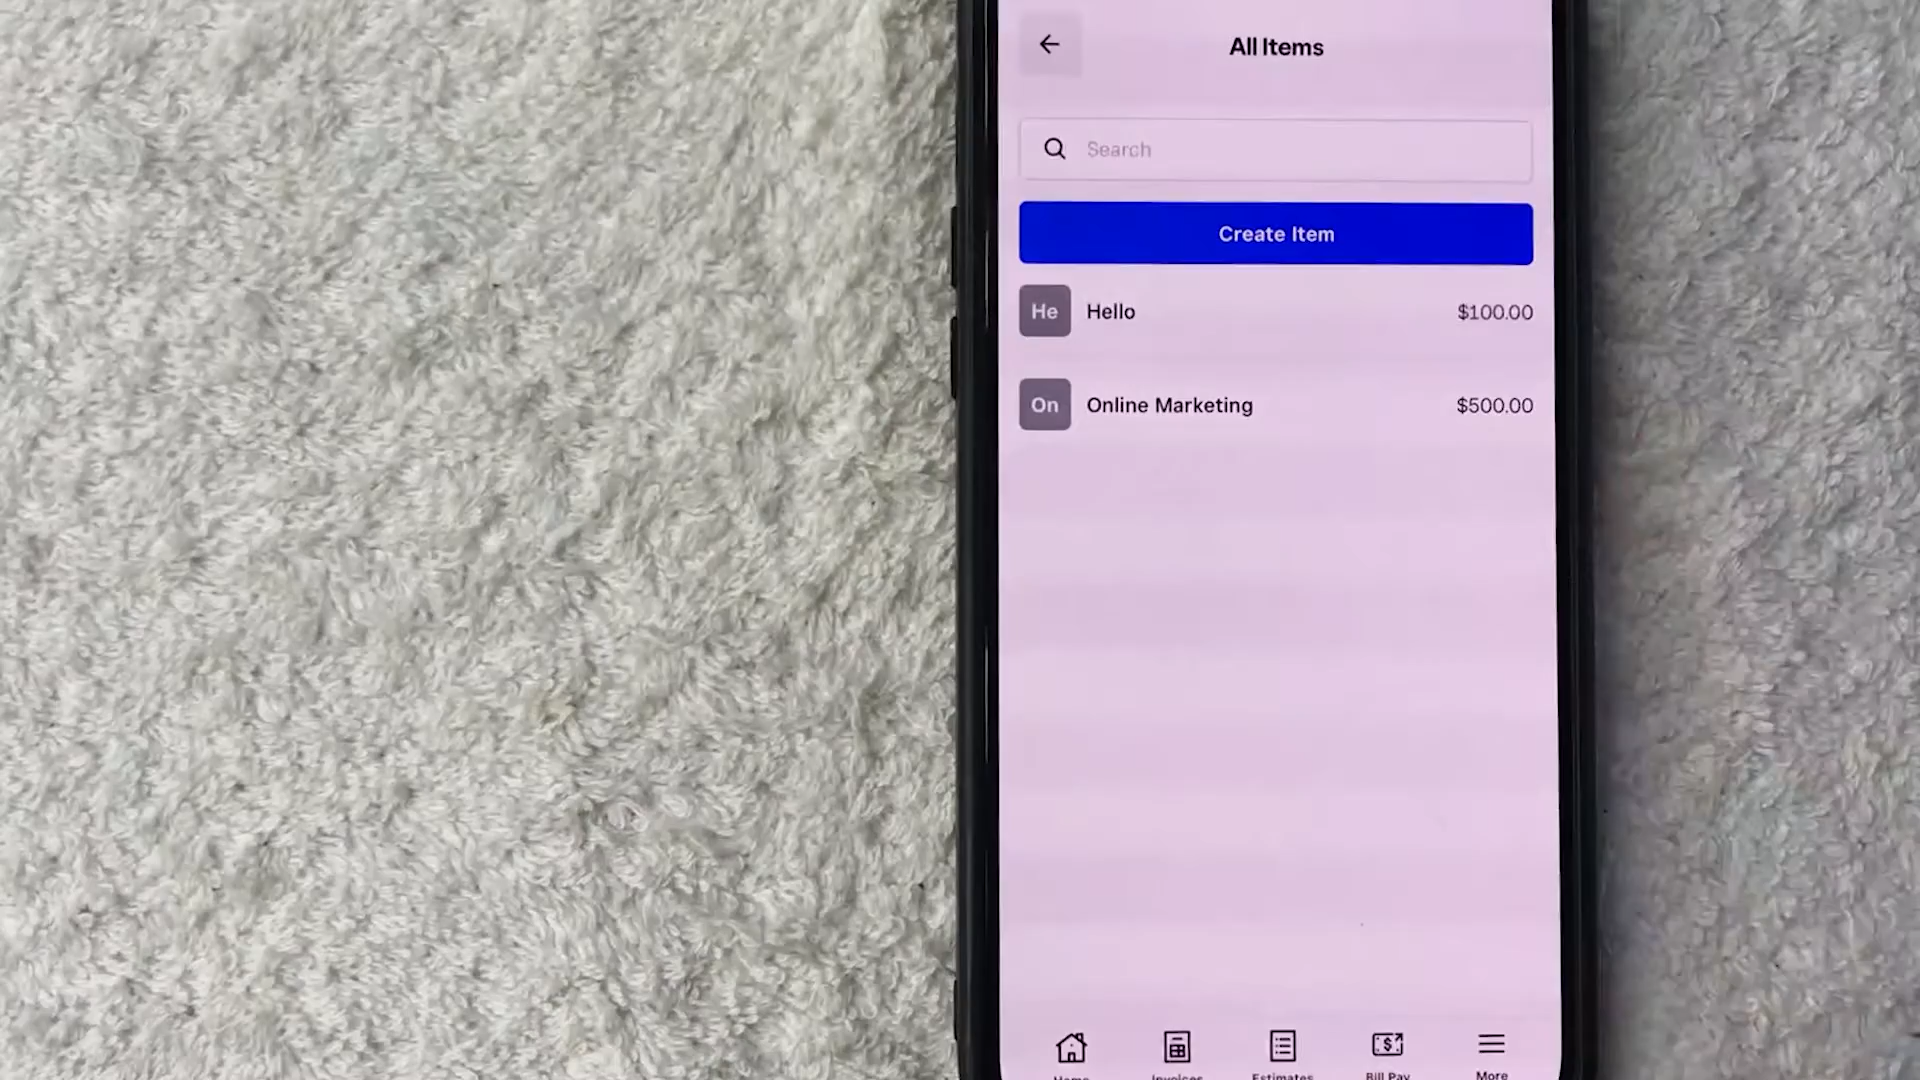 All Items
Search
Create Item
He Hello $100.00
On Online Marketing $500.00
Home Invoices Estimates Bill Pay More